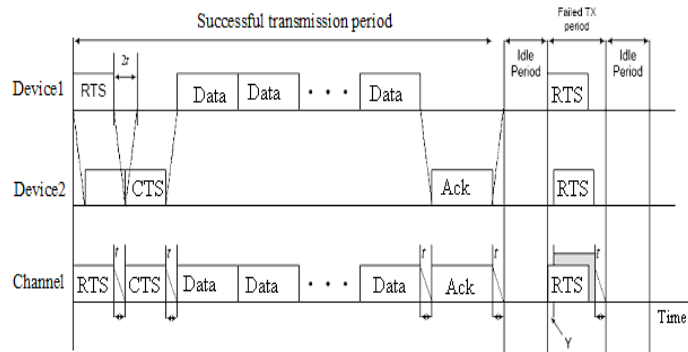 Successful transmission period
Failed TX
period
Idle
Period
Idle
Period
2t
Device1
RTS
Data
Data
. . .
Data
RTS
Device2
CTS
Ack
RTS
t
t
t
t
t
Channel
RTS
CTS
Data
Data
. . .
Data
Ack
RTS
Time
Y